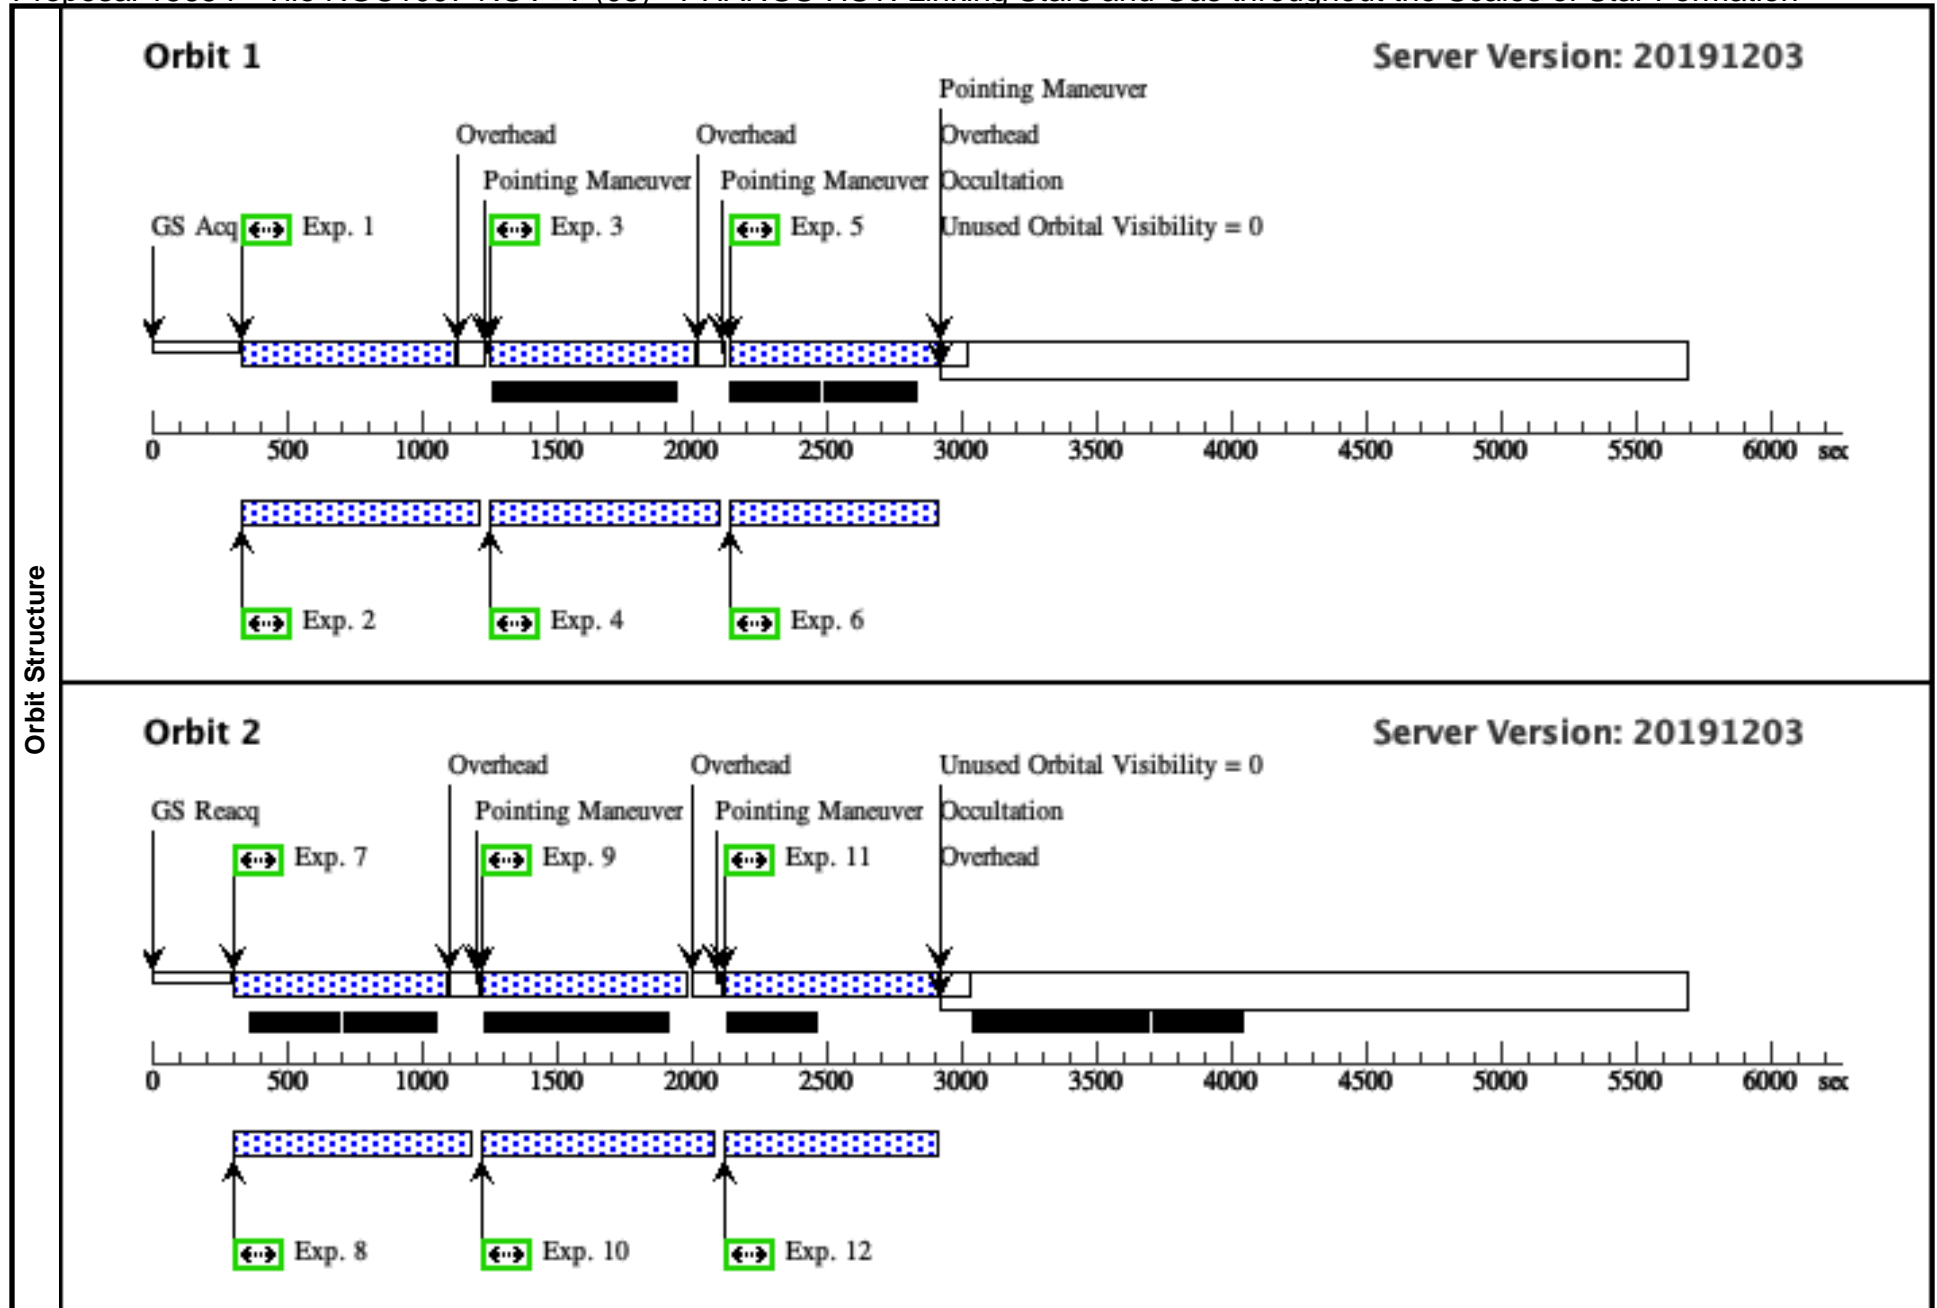 Orbit 1
Server Version: 20191203
Pointing Maneuver
Overhead Overhead Overhead
Pointing Maneuver Pointing Maneuver Occultation
GS Acq Exp. 1 Exp. 3 Exp. 5 Unused Orbital Visibility = 0
0 500 1000 1500 2000 2500 3000 3500 4000 4500 5000 5500 6000 sec
Exp. 2 Exp. 4 Exp. 6
Orbit Structure
Orbit 2
Server Version: 20191203
Overhead Overhead Unused Orbital Visibility = 0
GS Reacq Pointing Maneuver Pointing Maneuver Occultation
Exp. 7 Exp. 9 Exp. 11 Overhead
0 500 1000 1500 2000 2500 3000 3500 4000 4500 5000 5500 6000 sec
Exp. 8 Exp. 10 Exp. 12